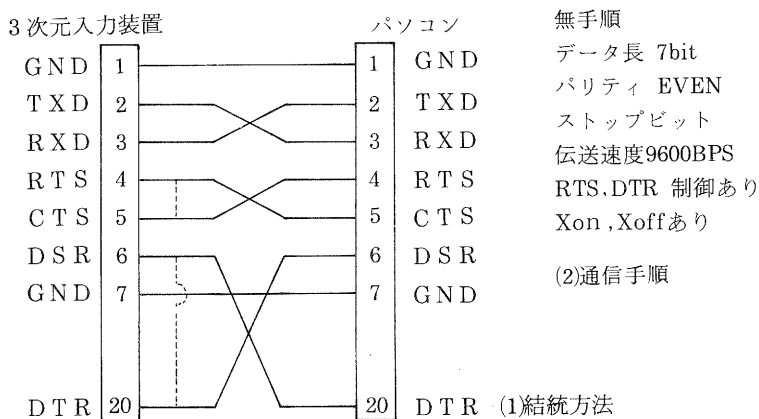 3次元入力装置
パソコン
GND 1
TXD 2
RXD 3
RTS 4
CTS 5
DSR 6
GND 7
DTR 20
1 GND
2 TXD
3 RXD
4 RTS
5 CTS
6 DSR
7 GND
20 DTR
(1)結統方法
無手順
データ長 7bit
パリティ EVEN
ストップビット
伝送速度9600BPS
RTS,DTR 制御あり
Xon,Xoffあり
(2)通信手順